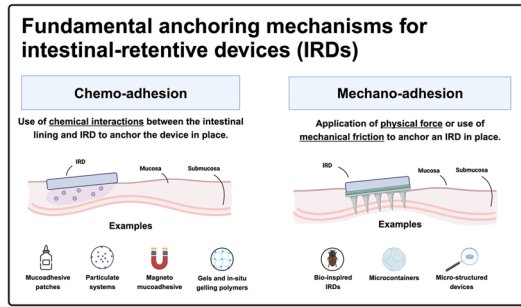 Fundamental anchoring mechanisms for
intestinal-retentive devices (IRDs)
Chemo-adhesion
Use of chemical interactions between the intestinal
lining and IRD to anchor the device in place.
IRD
Mucosa
Submucosa
Examples
Mucoadhesive
patches
Particulate
systems
Magneto
mucoadhesive
Gels and in-situ
gelling polymers
Mechano-adhesion
Application of physical force or use of
mechanical friction to anchor an IRD in place.
IRD
Mucosa
Submucosa
Examples
Bio-inspired
IRDs
Microcontainers
Micro-structured
devices